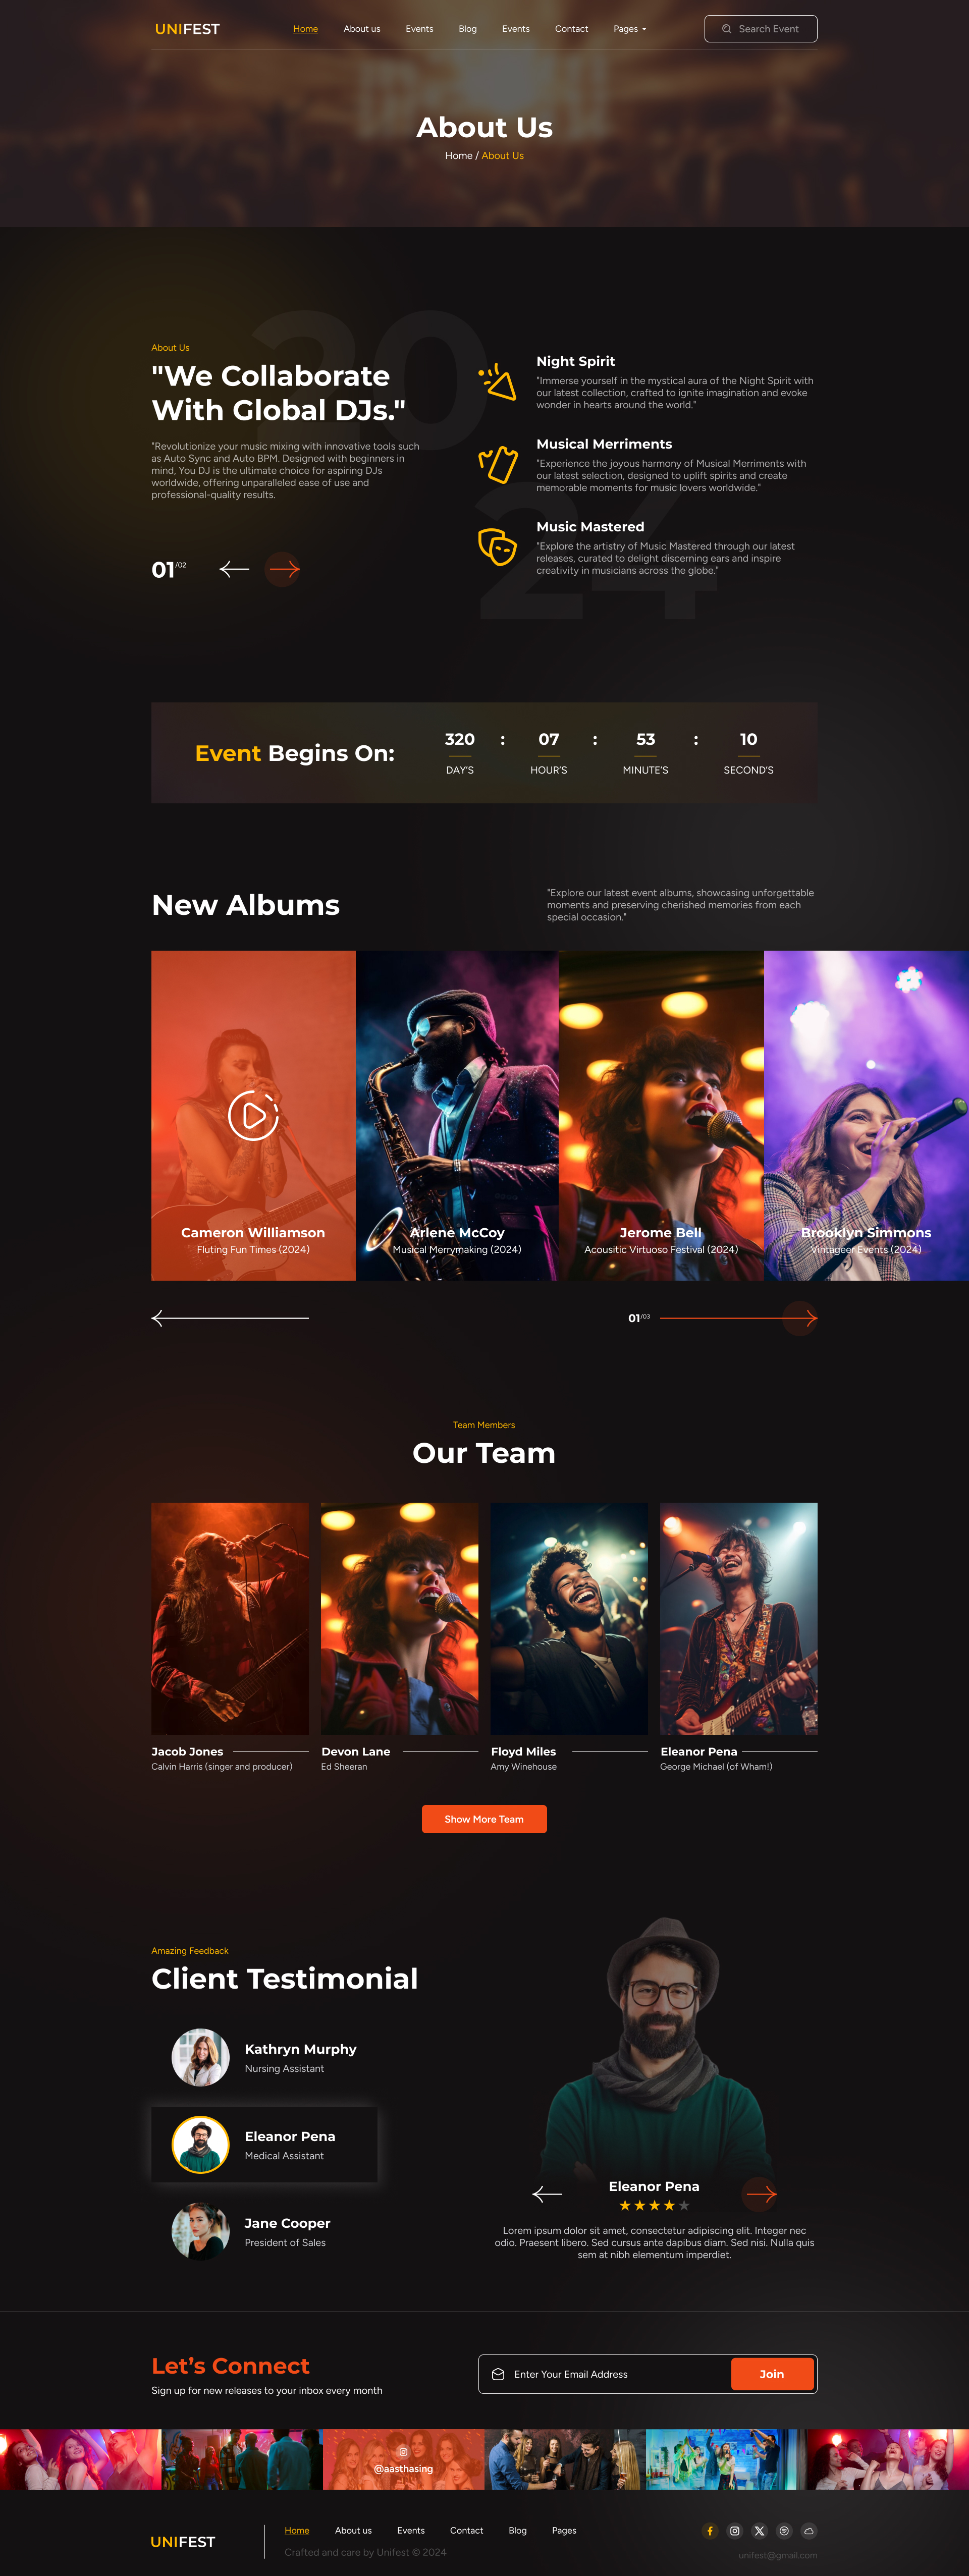 UNIFEST
Home
About us
Events
Blog
Events
Contact
Pages
Search Event
About Us
Home / About Us
2024
About Us
"We Collaborate
With Global DJs."
"Revolutionize your music mixing with innovative tools such
as Auto Sync and Auto BPM. Designed with beginners in
mind, You DJ is the ultimate choice for aspiring DJs
worldwide, offering unparalleled ease of use and
professional-quality results.
01/02
Night Spirit
"Immerse yourself in the mystical aura of the Night Spirit with
our latest collection, crafted to ignite imagination and evoke
wonder in hearts around the world."
Musical Merriments
"Experience the joyous harmony of Musical Merriments with
our latest selection, designed to uplift spirits and create
memorable moments for music lovers worldwide."
Music Mastered
"Explore the artistry of Music Mastered through our latest
releases, curated to delight discerning ears and inspire
creativity in musicians across the globe."
Event Begins On:
320 : 07 : 53 : 10
DAY'S HOUR'S MINUTE'S SECOND'S
New Albums
"Explore our latest event albums, showcasing unforgettable
moments and preserving cherished memories from each
special occasion."
Cameron Williamson
Fluting Fun Times (2024)
Arlene McCoy
Musical Merrymaking (2024)
Jerome Bell
Acousitic Virtuoso Festival (2024)
Brooklyn Simmons
Vintageer Events (2024)
01/03
Team Members
Our Team
Jacob Jones
Calvin Harris (singer and producer)
Devon Lane
Ed Sheeran
Floyd Miles
Amy Winehouse
Eleanor Pena
George Michael (of Wham!)
Show More Team
Amazing Feedback
Client Testimonial
Kathryn Murphy
Nursing Assistant
Eleanor Pena
Medical Assistant
Jane Cooper
President of Sales
Eleanor Pena
Lorem ipsum dolor sit amet, consectetur adipiscing elit. Integer nec
odio. Praesent libero. Sed cursus ante dapibus diam. Sed nisi. Nulla quis
sem at nibh elementum imperdiet.
Let's Connect
Sign up for new releases to your inbox every month
Enter Your Email Address
Join
@aasthasing
UNIFEST
Home
About us
Events
Contact
Blog
Pages
Crafted and care by Unifest © 2024
unifest@gmail.com